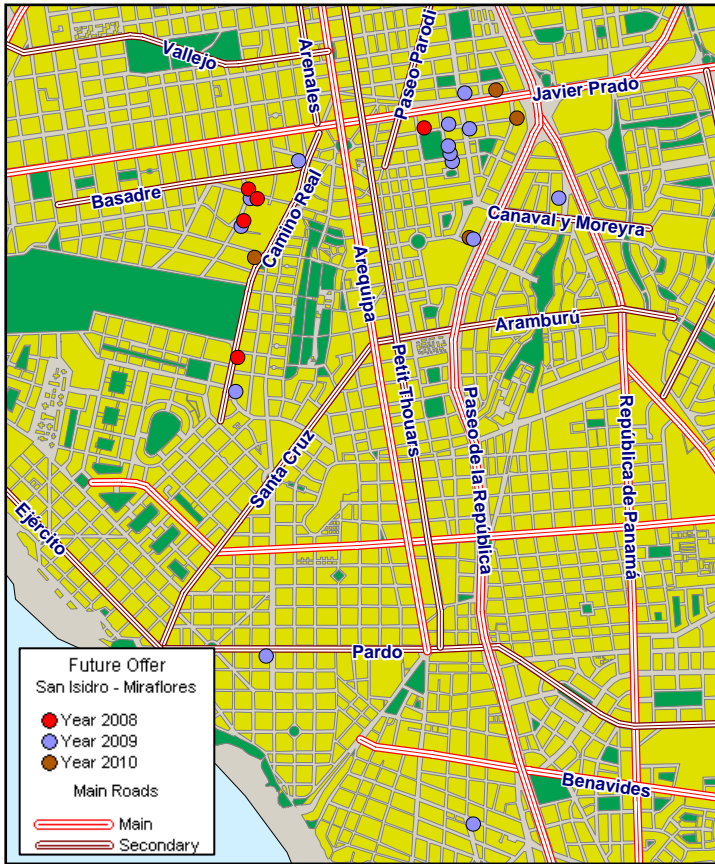 Vallejo
Arenales
Paseo Parodi
Javier Prado
Basadre
Camino Real
Canaval y Moreyra
Arequipa
Aramburú
Petit Thouars
Santa Cruz
Paseo de la República
República de Panamá
Ejército
Pardo
Benavides
Future Offer
San Isidro - Miraflores
Year 2008
Year 2009
Year 2010
Main Roads
Main
Secondary